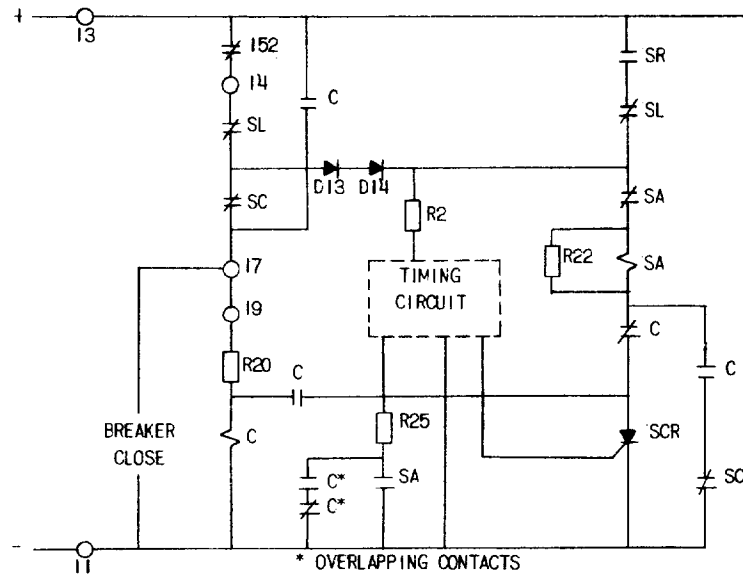 +
13
152
14
C
SR
SL
SL
D13
D14
SC
R2
SA
17
R22
SA
TIMING
CIRCUIT
19
C
R20
C
C
BREAKER
CLOSE
C
R25
SCR
C*
SA
C*
SC
-
11
* OVERLAPPING CONTACTS